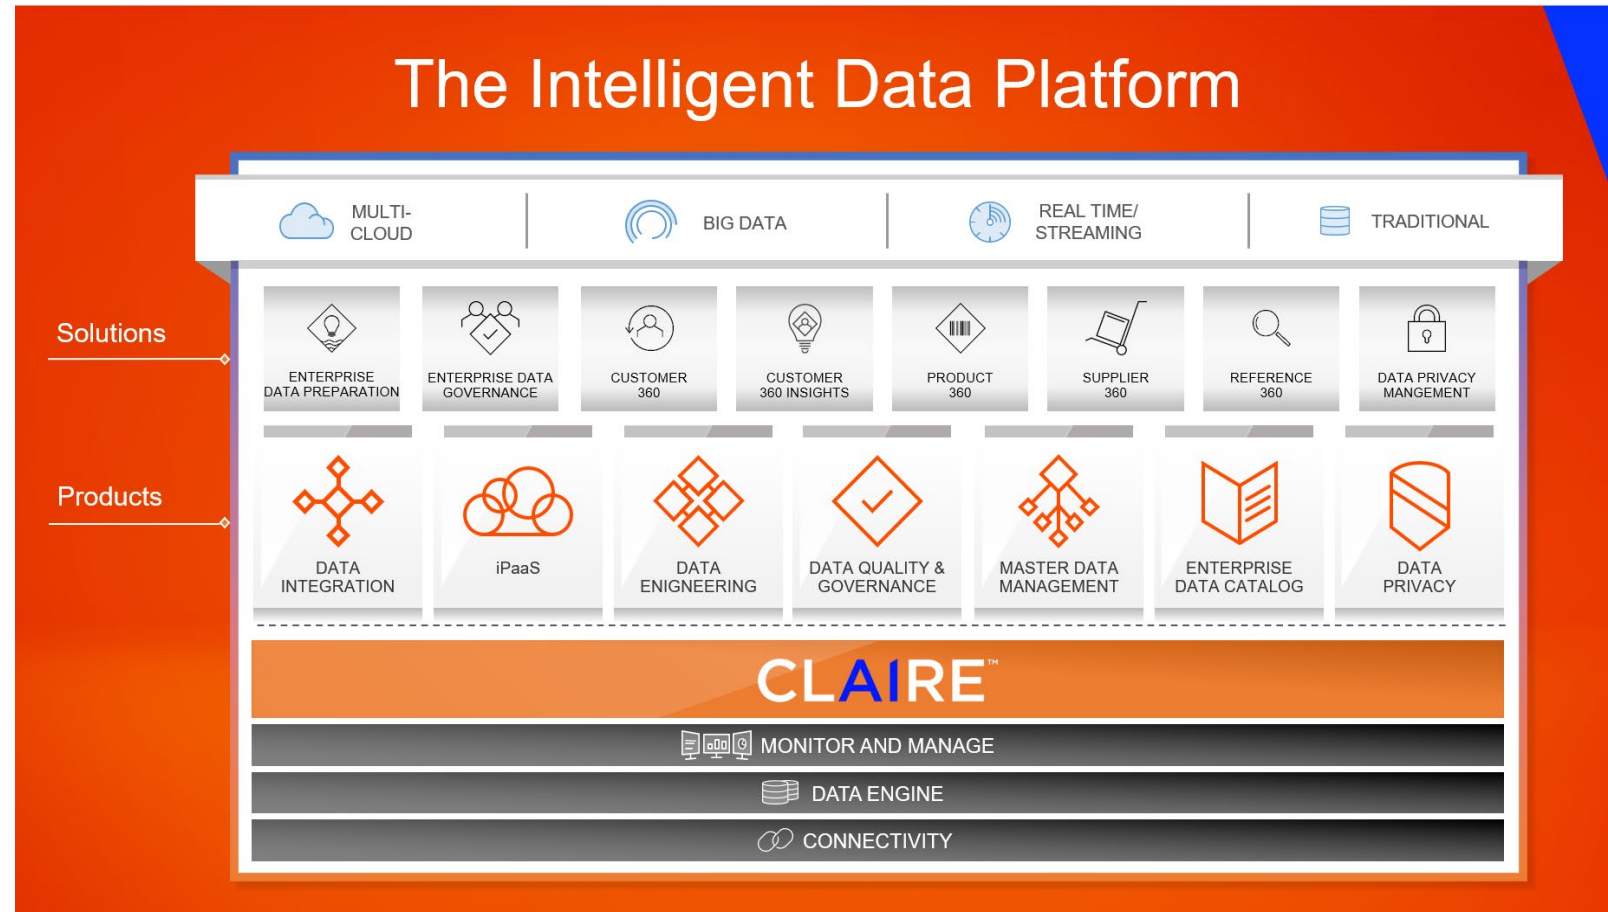 The Intelligent Data Platform
MULTI-
CLOUD
BIG DATA
REAL TIME/
STREAMING
TRADITIONAL
Solutions
ENTERPRISE
DATA PREPARATION
ENTERPRISE DATA
GOVERNANCE
CUSTOMER
360
CUSTOMER
360 INSIGHTS
PRODUCT
360
SUPPLIER
360
REFERENCE
360
DATA PRIVACY
MANGEMENT
Products
DATA
INTEGRATION
iPaaS
DATA
ENIGNEERING
DATA QUALITY &
GOVERNANCE
MASTER DATA
MANAGEMENT
ENTERPRISE
DATA CATALOG
DATA
PRIVACY
CLAIRE™
MONITOR AND MANAGE
DATA ENGINE
CONNECTIVITY